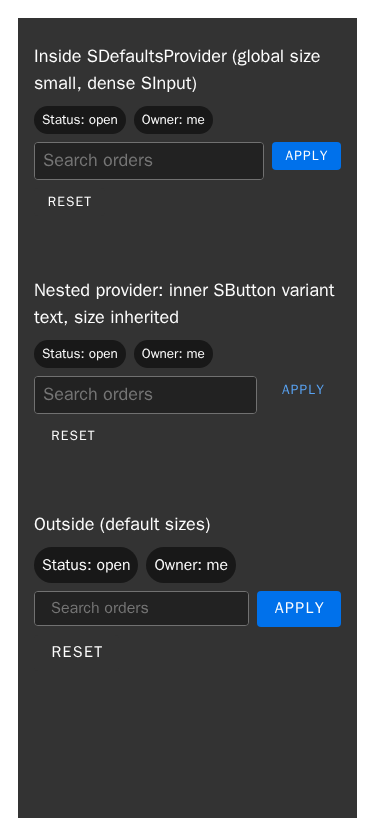 Inside SDefaultsProvider (global size
small, dense SInput)
Status: open Owner: me
Search orders APPLY
RESET
Nested provider: inner SButton variant
text, size inherited
Status: open Owner: me
Search orders APPLY
RESET
Outside (default sizes)
Status: open Owner: me
Search orders APPLY
RESET